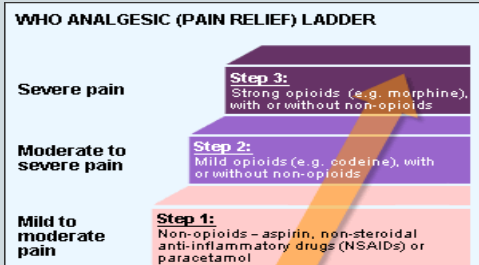 WHO ANALGESIC (PAIN RELIEF) LADDER
Severe pain
Step 3:
Strong opioids (e.g. morphine),
with or without non-opioids
Moderate to
severe pain
Step 2:
Mild opioids (e.g. codeine), with
or without non-opioids
Mild to
moderate
pain
Step 1:
Non-opioids – aspirin, non-steroidal
anti-inflammatory drugs (NSAIDs) or
paracetamol